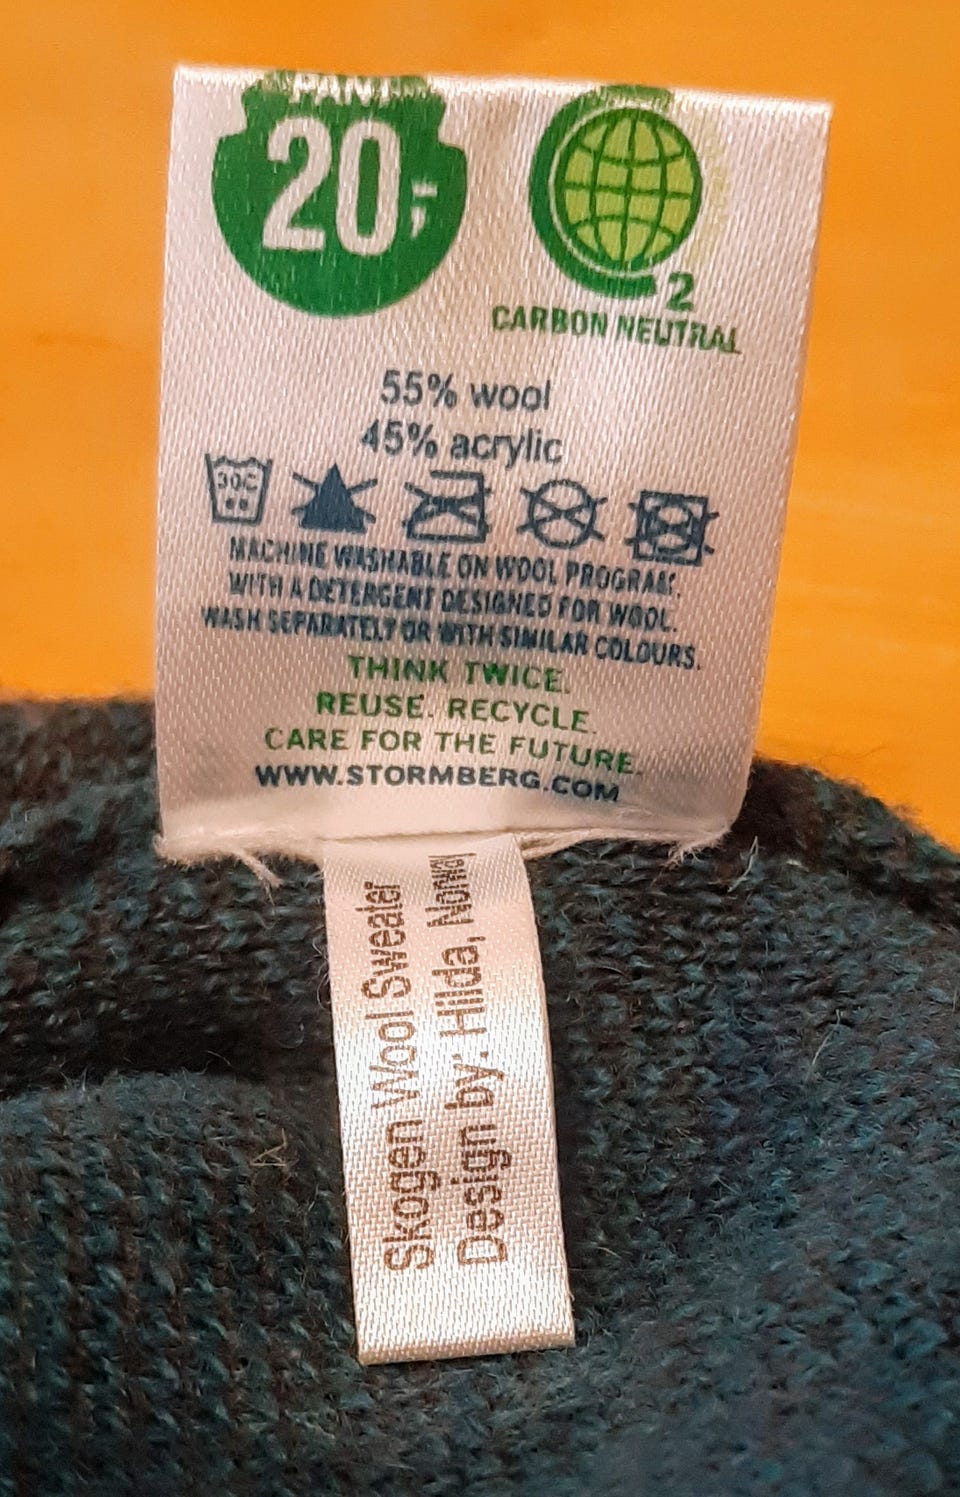 PANT
20,-
2
CARBON NEUTRAL
55% wool
45% acrylic
30C
MACHINE WASHABLE ON WOOL PROGRAM.
WITH A DETERGENT DESIGNED FOR WOOL.
WASH SEPARATELY OR WITH SIMILAR COLOURS.
THINK TWICE.
REUSE. RECYCLE.
CARE FOR THE FUTURE.
WWW.STORMBERG.COM
Skogen Wool Sweater
Design by: Hilda, Norway